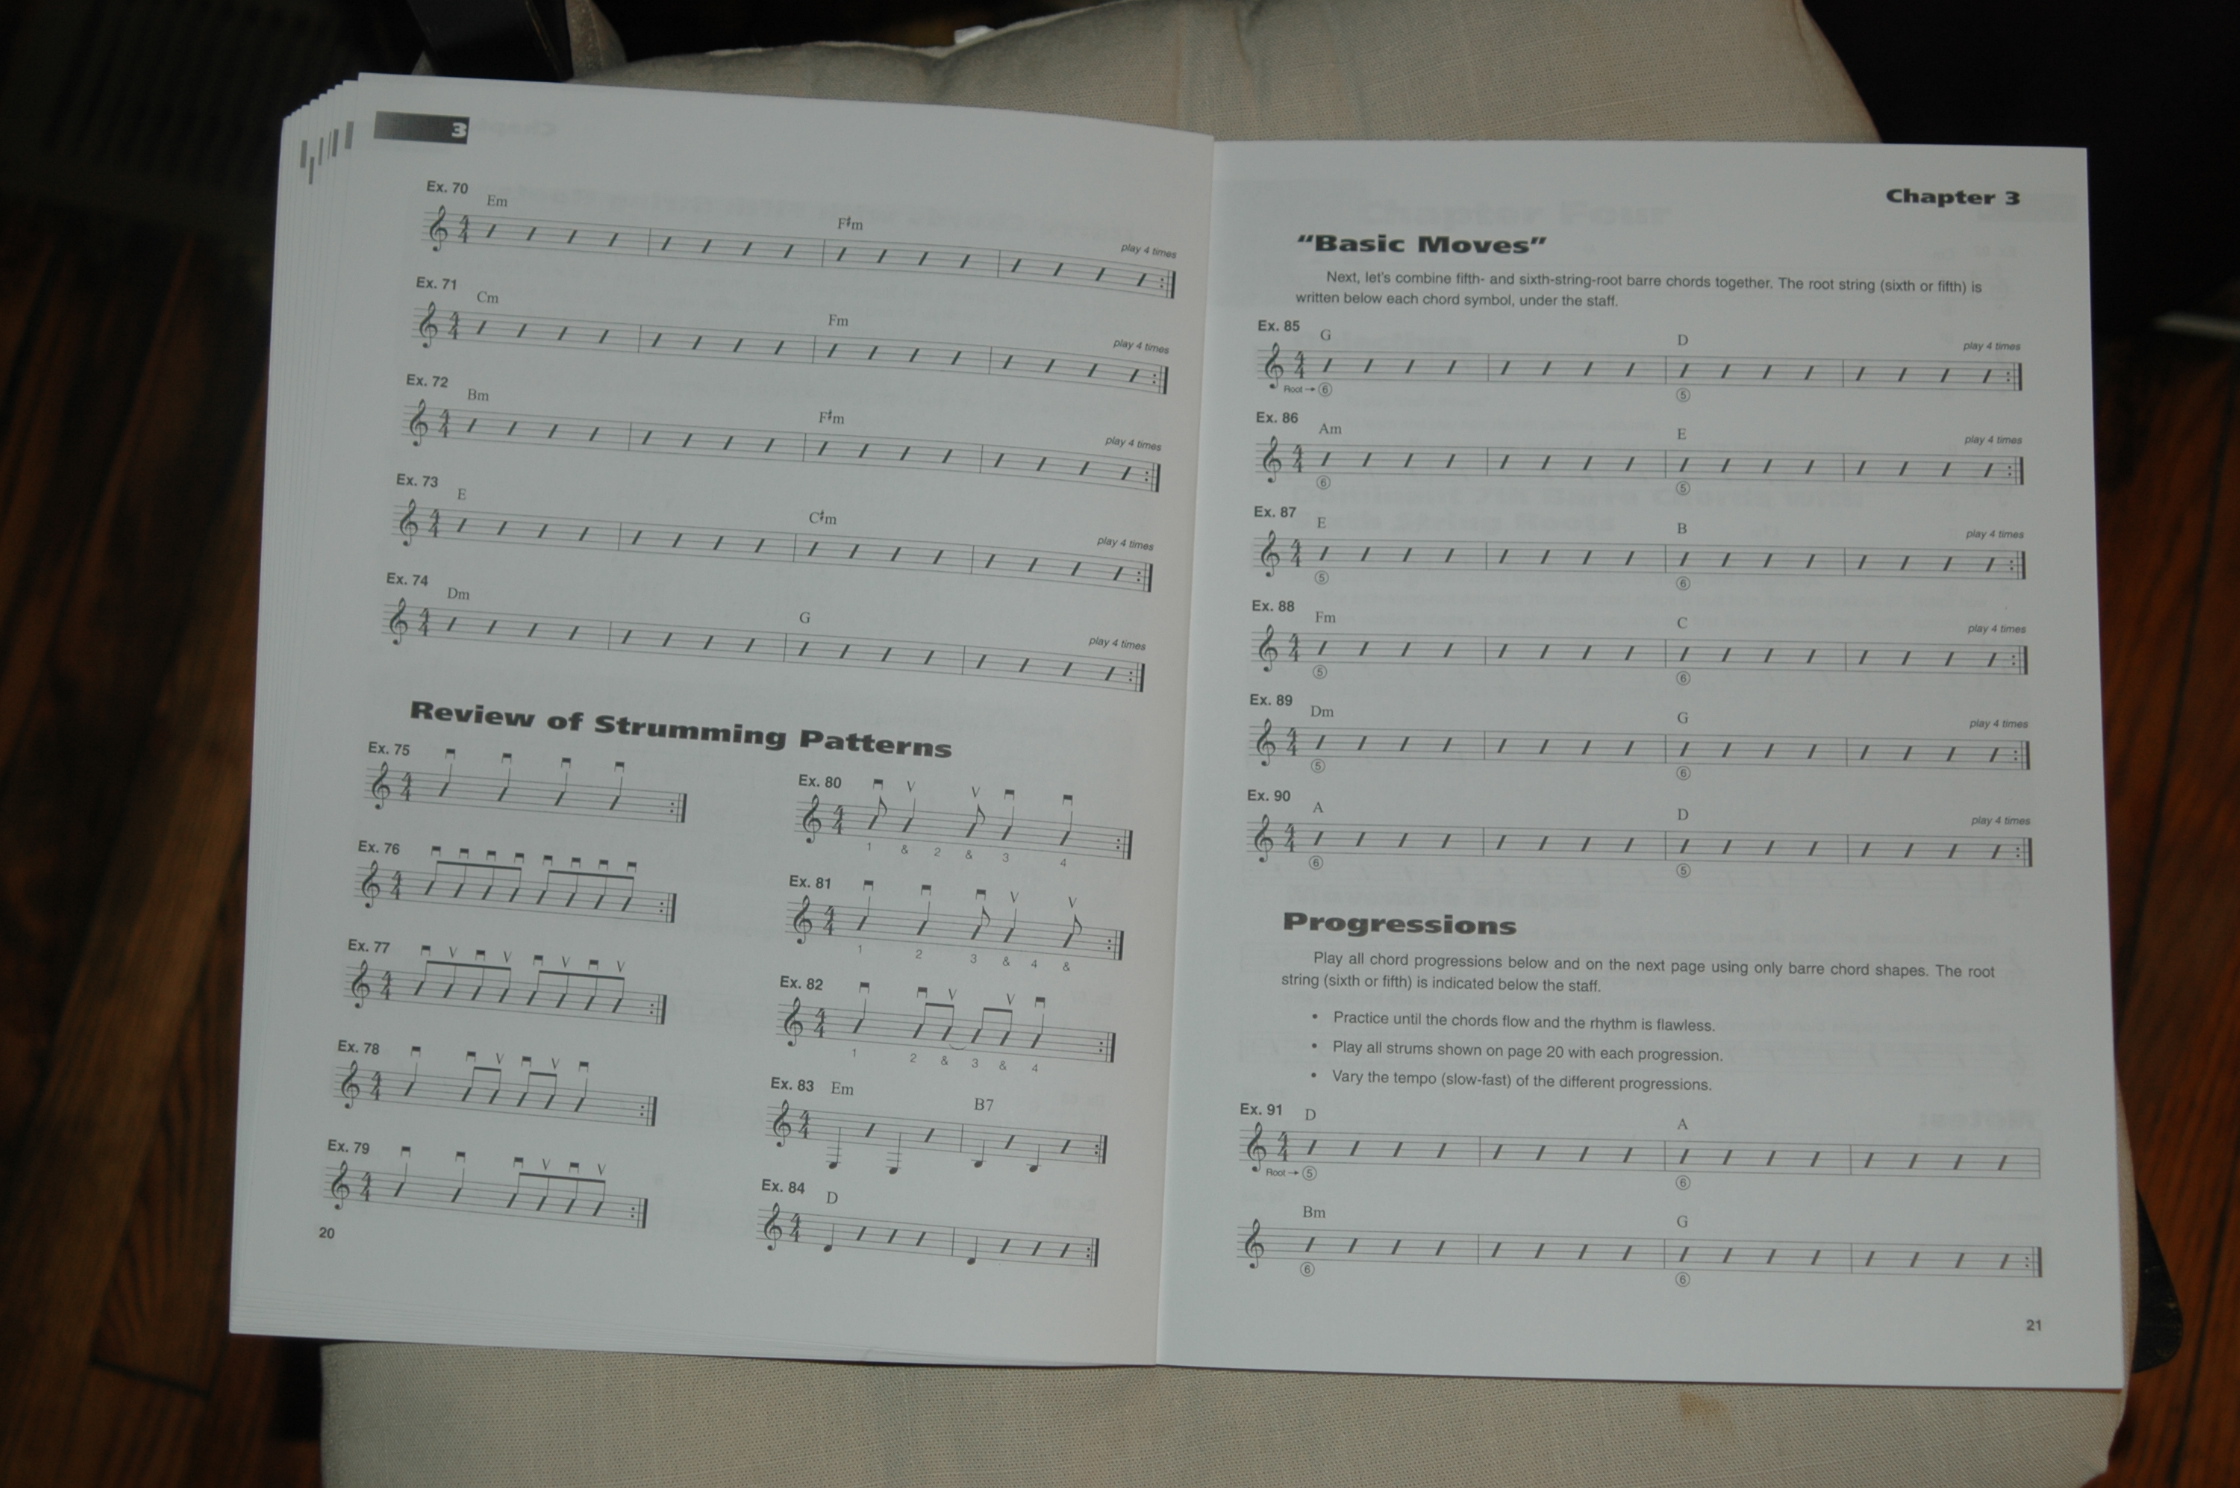 3
Ex. 70
Em F♯m
play 4 times
Ex. 71
Cm Fm
play 4 times
Ex. 72
Bm F♯m
play 4 times
Ex. 73
E C♯m
play 4 times
Ex. 74
Dm G
play 4 times
Review of Strumming Patterns
Ex. 75
Ex. 76
Ex. 77
Ex. 78
Ex. 79
Ex. 80
1 & 2 & 3 4
Ex. 81
1 2 3 & 4 &
Ex. 82
1 2 & 3 & 4
Ex. 83 Em B7
Ex. 84 D
20
Chapter 3
“Basic Moves”
Next, let's combine fifth- and sixth-string-root barre chords together. The root string (sixth or fifth) is
written below each chord symbol, under the staff.
Ex. 85 G D play 4 times
Root → 6 5
Ex. 86 Am E play 4 times
6 5
Ex. 87 E B play 4 times
5 6
Ex. 88 Fm C play 4 times
5 6
Ex. 89 Dm G play 4 times
5 6
Ex. 90 A D play 4 times
6 5
Progressions
Play all chord progressions below and on the next page using only barre chord shapes. The root
string (sixth or fifth) is indicated below the staff.
• Practice until the chords flow and the rhythm is flawless.
• Play all strums shown on page 20 with each progression.
• Vary the tempo (slow-fast) of the different progressions.
Ex. 91 D A
Root → 5 6
Bm G
6 6
21